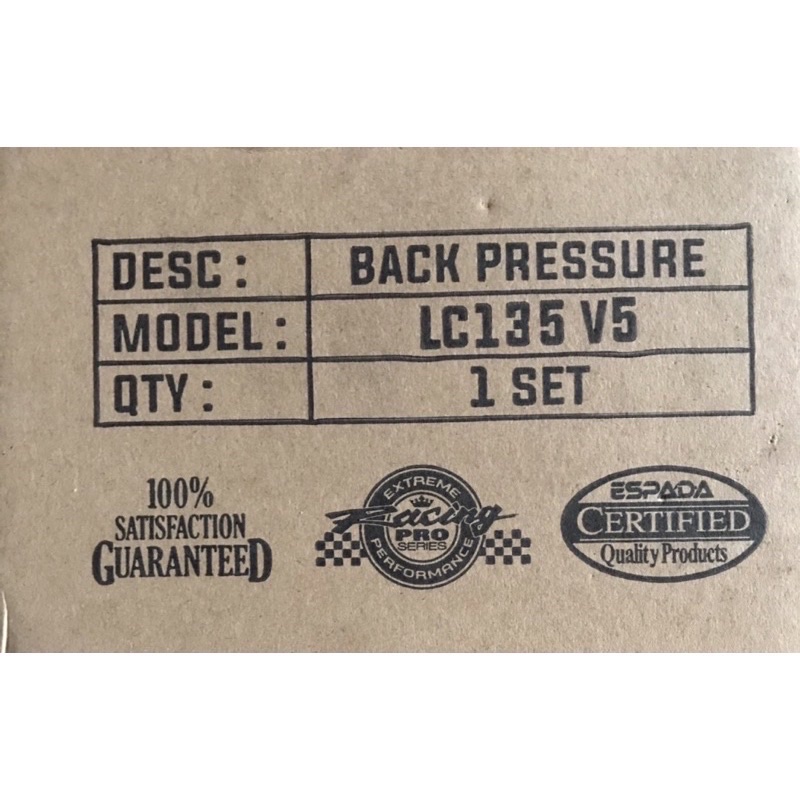 DESC : BACK PRESSURE
MODEL : LC135 V5
QTY : 1 SET
100%
SATISFACTION
GUARANTEED
EXTREME
Racing
PRO
SERIES
PERFORMANCE
ESPADA
CERTIFIED
Quality Products